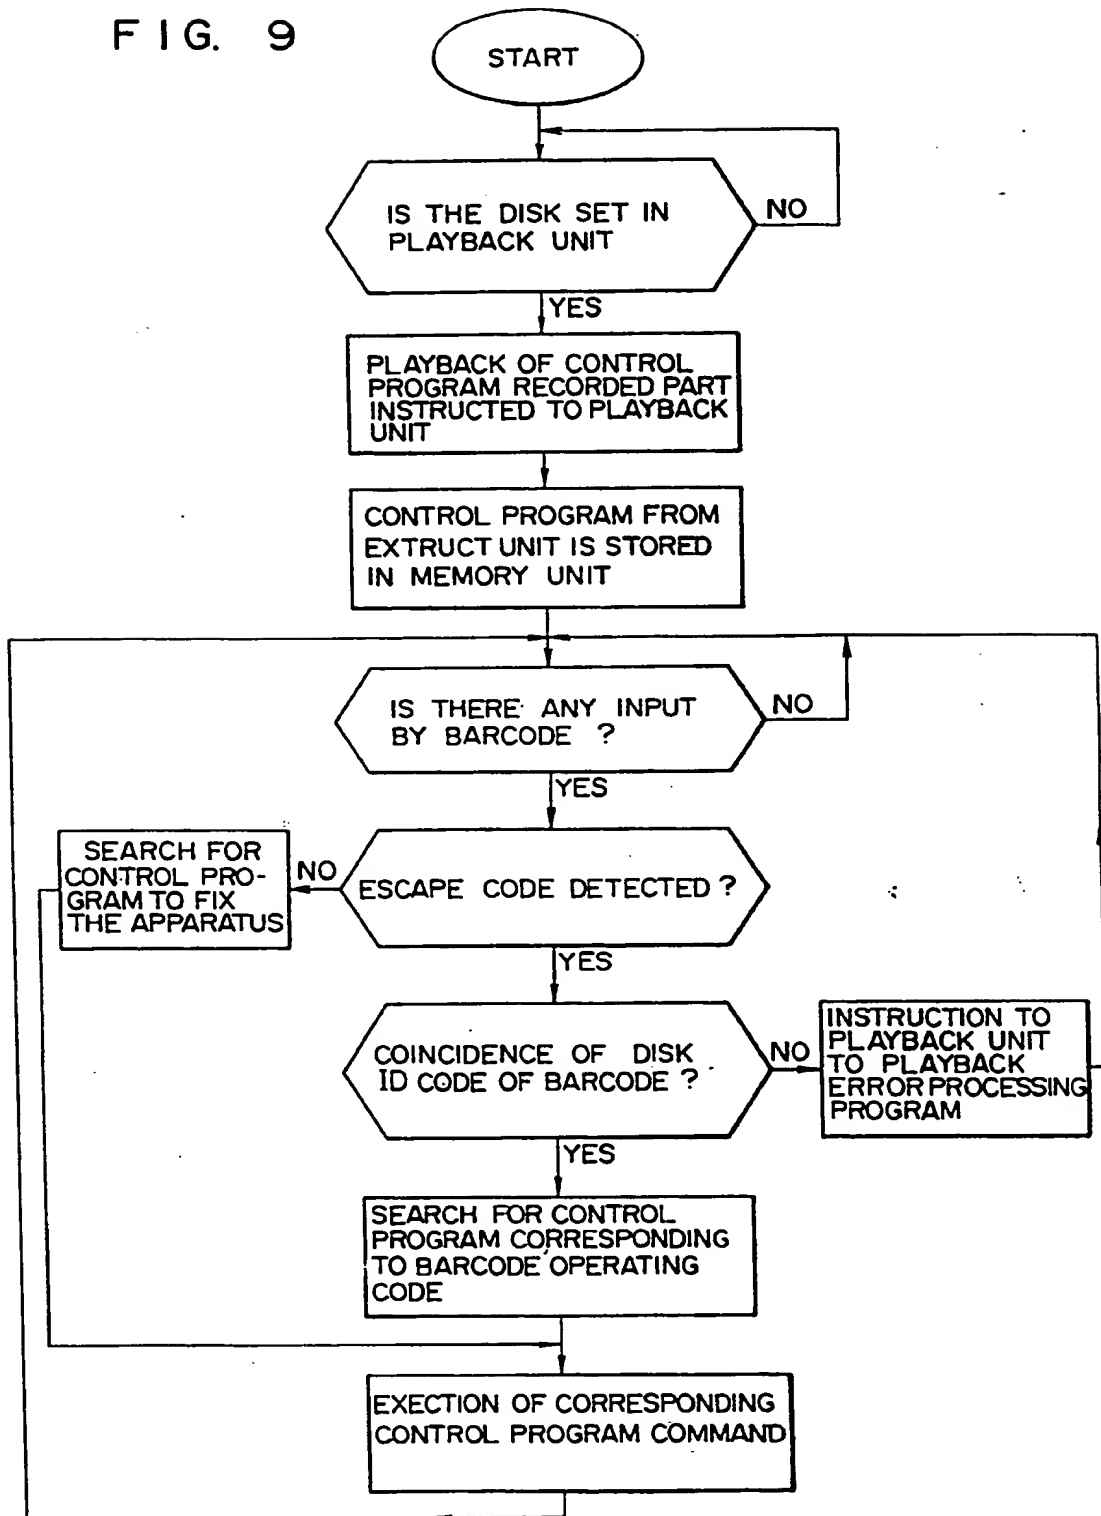 FIG. 9
START
IS THE DISK SET IN
PLAYBACK UNIT
NO
YES
PLAYBACK OF CONTROL
PROGRAM RECORDED PART
INSTRUCTED TO PLAYBACK
UNIT
CONTROL PROGRAM FROM
EXTRUCT UNIT IS STORED
IN MEMORY UNIT
IS THERE ANY INPUT
BY BARCODE ?
NO
YES
SEARCH FOR
CONTROL PRO-
GRAM TO FIX
THE APPARATUS
NO
ESCAPE CODE DETECTED ?
YES
COINCIDENCE OF DISK
ID CODE OF BARCODE ?
NO
INSTRUCTION TO
PLAYBACK UNIT
TO PLAYBACK
ERROR PROCESSING
PROGRAM
YES
SEARCH FOR CONTROL
PROGRAM CORRESPONDING
TO BARCODE OPERATING
CODE
EXECTION OF CORRESPONDING
CONTROL PROGRAM COMMAND